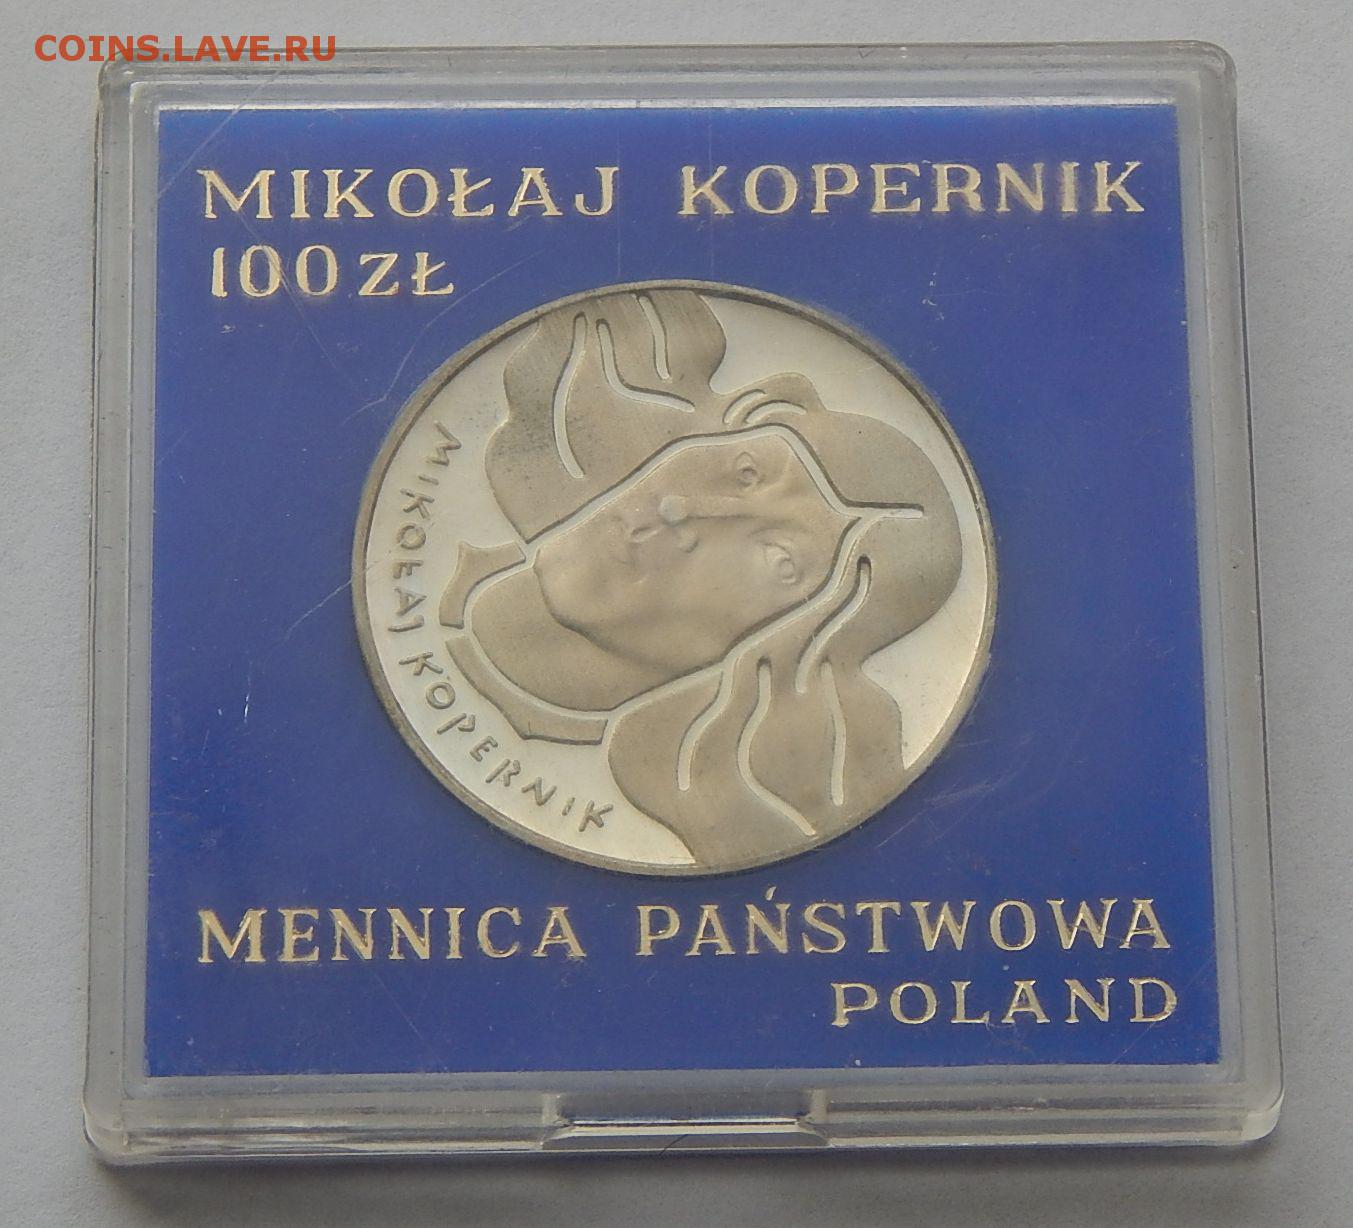 COINS.LAVE.RU
MIKOŁAJ KOPERNIK
100 ZŁ
MIKOŁAJ KOPERNIK
MENNICA PAŃSTWOWA
POLAND